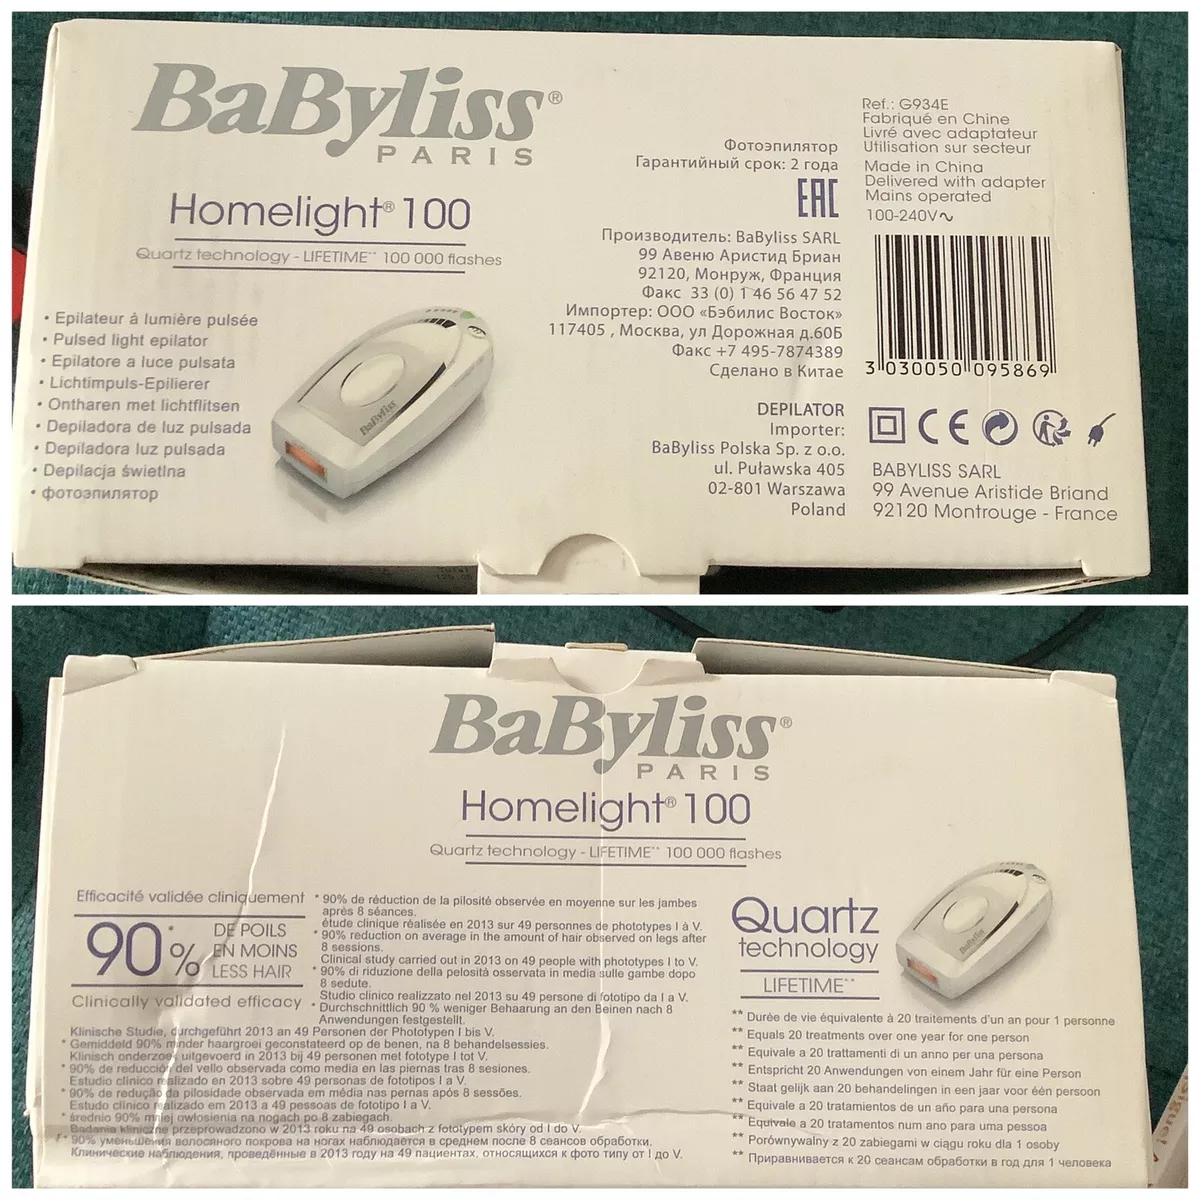 BaByliss®
PARIS
Homelight® 100
Quartz technology - LIFETIME** 100 000 flashes
• Epilateur à lumière pulsée
• Pulsed light epilator
• Epilatore a luce pulsata
• Lichtimpuls-Epilierer
• Ontharen met lichtflitsen
• Depiladora de luz pulsada
• Depiladora luz pulsada
• Depilacja świetlna
• фотоэпилятор
BaByliss
Фотоэпилятор
Гарантийный срок: 2 года
EAC
Производитель: BaByliss SARL
99 Авеню Аристид Бриан
92120, Монруж, Франция
Факс 33 (0) 1 46 56 47 52
Импортер: ООО «Бэбилис Восток»
117405 , Москва, ул Дорожная д.60Б
Факс +7 495-7874389
Сделано в Китае
DEPILATOR
Importer:
BaByliss Polska Sp. z o.o.
ul. Puławska 405
02-801 Warszawa
Poland
Ref.: G934E
Fabriqué en Chine
Livré avec adaptateur
Utilisation sur secteur
Made in China
Delivered with adapter
Mains operated
100-240V~
3 030050 095869
CE
BABYLISS SARL
99 Avenue Aristide Briand
92120 Montrouge - France
BaByliss®
PARIS
Homelight® 100
Quartz technology - LIFETIME** 100 000 flashes
Efficacité validée cliniquement
90*%
DE POILS
EN MOINS
LESS HAIR
Clinically validated efficacy
* 90% de réduction de la pilosité observée en moyenne sur les jambes
après 8 séances.
étude clinique réalisée en 2013 sur 49 personnes de phototypes I à V.
* 90% reduction on average in the amount of hair observed on legs after
8 sessions.
Clinical study carried out in 2013 on 49 people with phototypes I to V.
* 90% di riduzione della pelosità osservata in media sulle gambe dopo
8 sedute.
Studio clinico realizzato nel 2013 su 49 persone di fototipo da I a V.
* Durchschnittlich 90 % weniger Behaarung an den Beinen nach 8
Anwendungen festgestellt.
Klinische Studie, durchgeführt 2013 an 49 Personen der Phototypen I bis V.
* Gemiddeld 90% minder haargroei geconstateerd op de benen, na 8 behandelsessies.
Klinisch onderzoek uitgevoerd in 2013 bij 49 personen met fototype I tot V.
* 90% de reducción del vello observada como media en las piernas tras 8 sesiones.
Estudio clínico realizado en 2013 sobre 49 personas de fototipos I a V.
* 90% de redução da pilosidade observada em média nas pernas após 8 sessões.
Estudo clínico realizado em 2013 a 49 pessoas de fototipo I a V.
* średnio 90% mniej owłosienia na nogach po 8 zabiegach.
Badania kliniczne przeprowadzono w 2013 roku na 49 osobach z fototypem skóry od I do V.
* 90% уменьшения волосяного покрова на ногах наблюдается в среднем после 8 сеансов обработки.
Клинические наблюдения, проведённые в 2013 году на 49 пациентах, относящихся к фото типу от I до V.
Quartz
technology
LIFETIME**
BaByliss
** Durée de vie équivalente à 20 traitements d'un an pour 1 personne
** Equals 20 treatments over one year for one person
** Equivale a 20 trattamenti di un anno per una persona
** Entspricht 20 Anwendungen von einem Jahr für eine Person
** Staat gelijk aan 20 behandelingen in een jaar voor één persoon
** Equivale a 20 tratamientos de un año para una persona
** Equivale a 20 tratamentos num ano para uma pessoa
** Porównywalny z 20 zabiegami w ciągu roku dla 1 osoby
** Приравнивается к 20 сеансам обработки в год для 1 человека